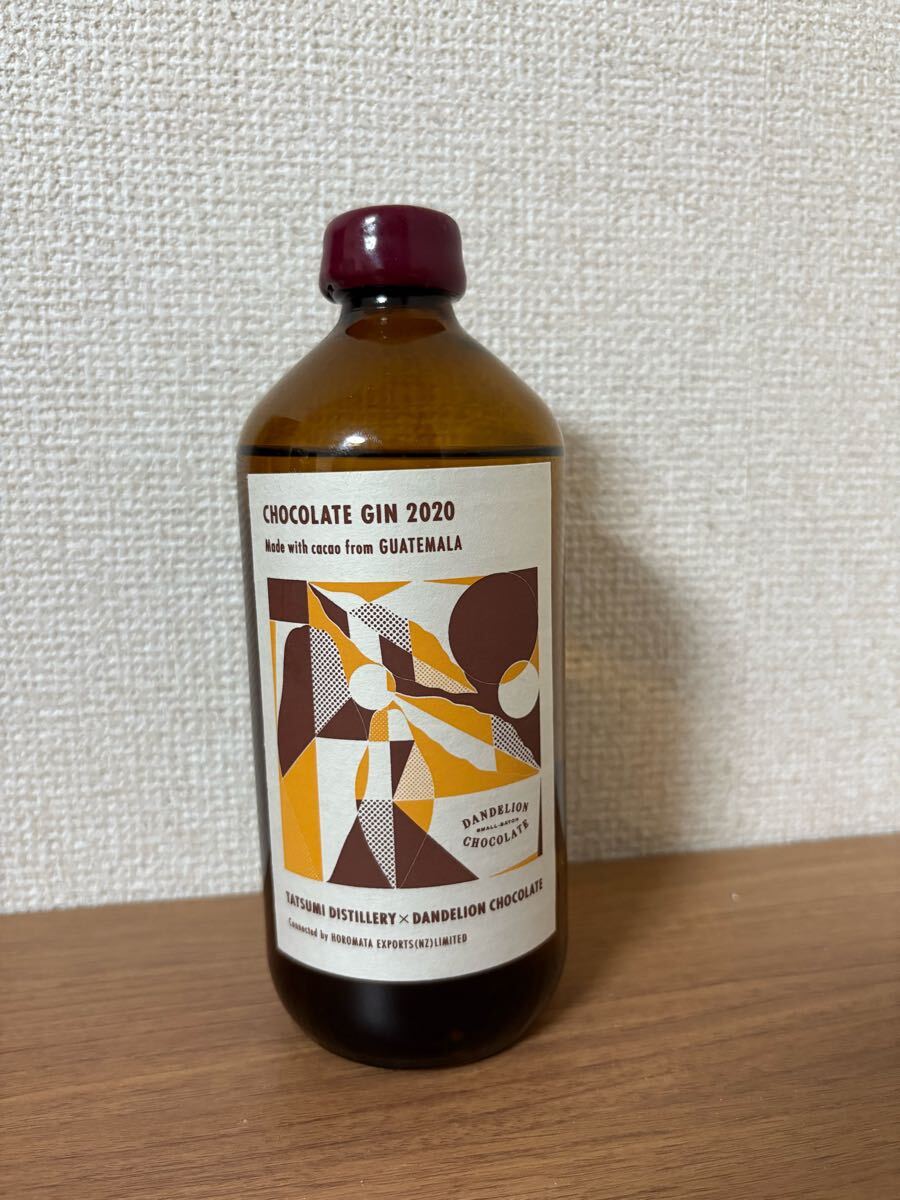 CHOCOLATE GIN 2020
Made with cacao from GUATEMALA
DANDELION
SMALL-BATCH
CHOCOLATE
TATSUMI DISTILLERY × DANDELION CHOCOLATE
Connected by HOROMATA EXPORTS(NZ)LIMITED